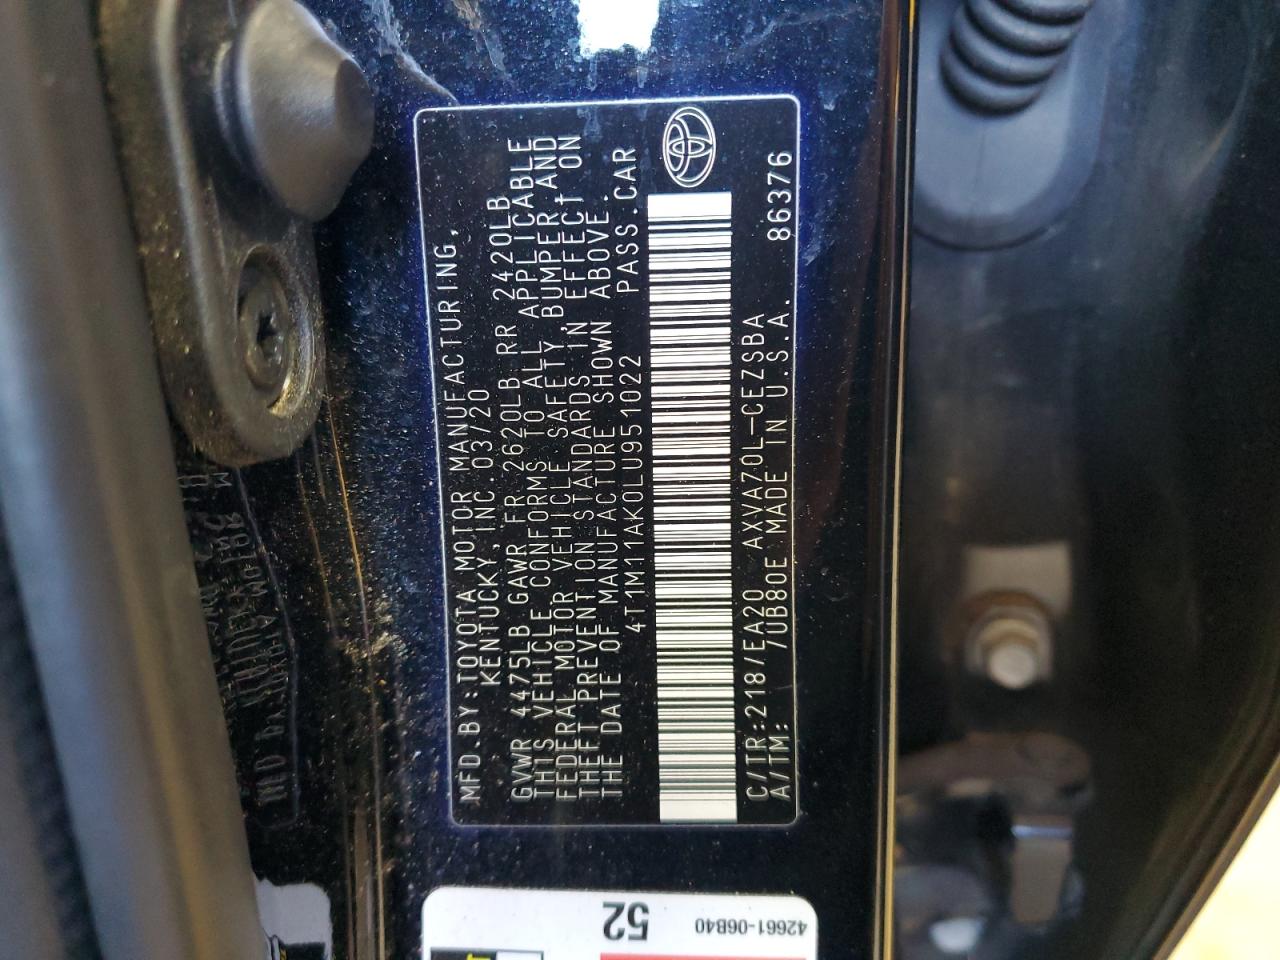 MFD.BY:TOYOTA MOTOR MANUFACTURING,
KENTUCKY,INC.03/20
GVWR 4475LB GAWR FR 2620LB RR 2420LB
THIS VEHICLE CONFORMS TO ALL APPLICABLE
FEDERAL MOTOR VEHICLE SAFETY,BUMPER,AND
THEFT PREVENTION STANDARDS IN EFFECT ON
THE DATE OF MANUFACTURE SHOWN ABOVE.
4T1M11AK0LU951022 PASS.CAR
C/TR:218/EA20 AXVA70L-CEZSBA
A/TM: /UB80E MADE IN U.S.A. 86376
52
42661-06B40